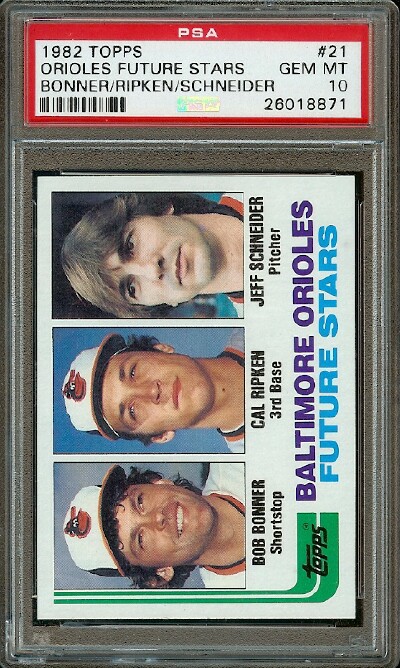 PSA
1982 TOPPS #21
ORIOLES FUTURE STARS GEM MT
BONNER/RIPKEN/SCHNEIDER 10
26018871
BOB BONNER
Shortstop
CAL RIPKEN
3rd Base
JEFF SCHNEIDER
Pitcher
TOPPS
BALTIMORE ORIOLES
FUTURE STARS